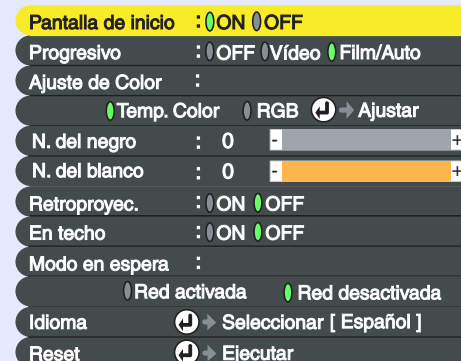 Pantalla de inicio : ON OFF
Progresivo : OFF Vídeo Film/Auto
Ajuste de Color :
Temp. Color RGB Ajustar
N. del negro : 0 - +
N. del blanco : 0 - +
Retroproyec. : ON OFF
En techo : ON OFF
Modo en espera :
Red activada Red desactivada
Idioma Seleccionar [ Español ]
Reset Ejecutar